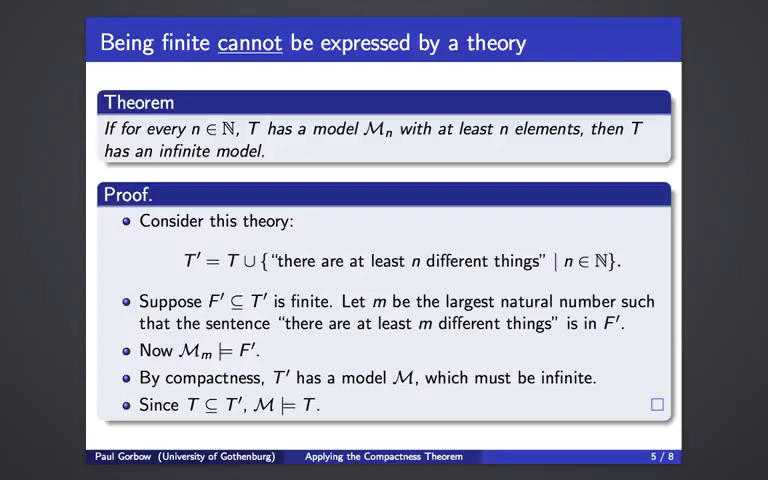 Being finite cannot be expressed by a theory
Theorem
If for every n ∈ ℕ, T has a model ℳₙ with at least n elements, then T
has an infinite model.
Proof.
• Consider this theory:
T′ = T ∪ {“there are at least n different things” | n ∈ ℕ}.
• Suppose F′ ⊆ T′ is finite. Let m be the largest natural number such
that the sentence “there are at least m different things” is in F′.
• Now ℳₘ ⊨ F′.
• By compactness, T′ has a model ℳ, which must be infinite.
• Since T ⊆ T′, ℳ ⊨ T. □
Paul Gorbow (University of Gothenburg) Applying the Compactness Theorem 5 / 8